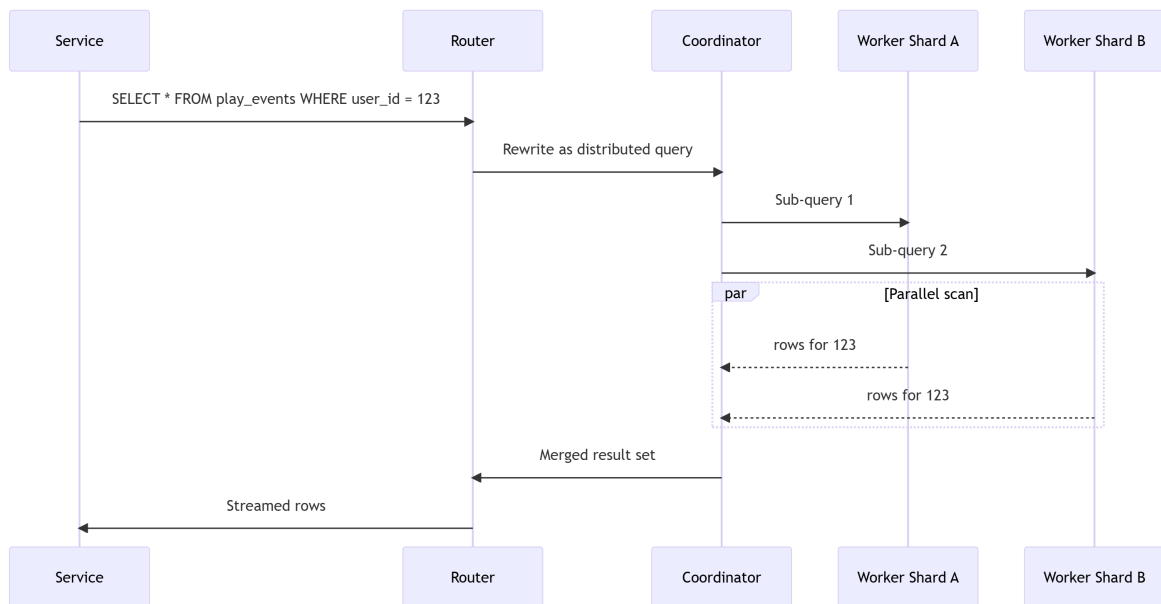 Service
Router
Coordinator
Worker Shard A
Worker Shard B
SELECT * FROM play_events WHERE user_id = 123
Rewrite as distributed query
Sub-query 1
Sub-query 2
par
[Parallel scan]
rows for 123
rows for 123
Merged result set
Streamed rows
Service
Router
Coordinator
Worker Shard A
Worker Shard B